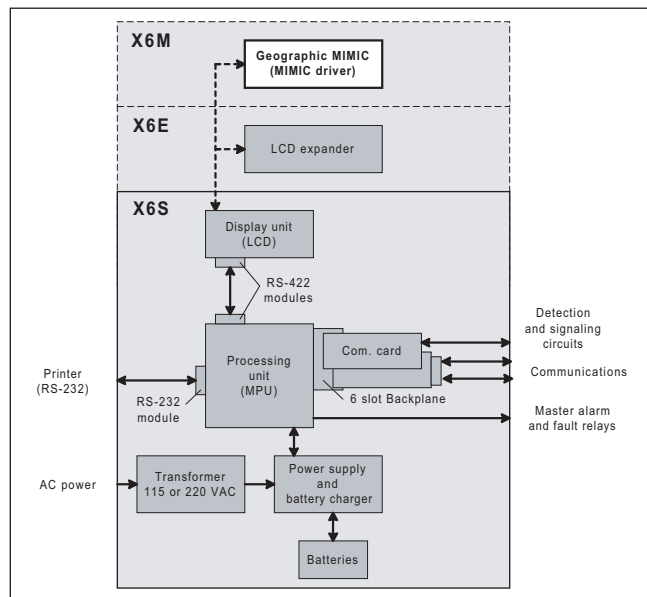 X6M
Geographic MIMIC
(MIMIC driver)
X6E
LCD expander
X6S
Display unit
(LCD)
RS-422
modules
Detection
and signaling
circuits
Com. card
Processing
unit
(MPU)
Printer
(RS-232)
Communications
RS-232
module
6 slot Backplane
Master alarm
and fault relays
AC power
Transformer
115 or 220 VAC
Power supply
and
battery charger
Batteries